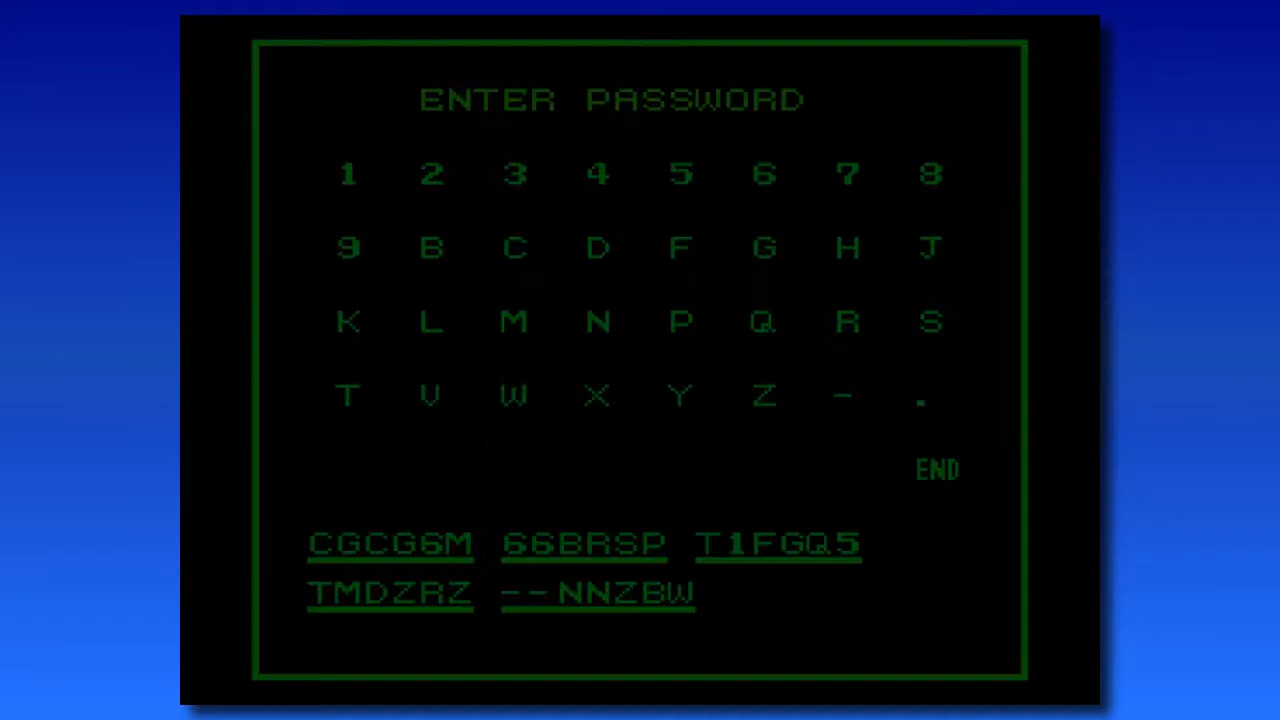 ENTER PASSWORD
1 2 3 4 5 6 7 8
9 B C D F G H J
K L M N P Q R S
T V W X Y Z - .
END
CGCG6M 66BRSP T1FGQ5
TMDZRZ --NNZBW